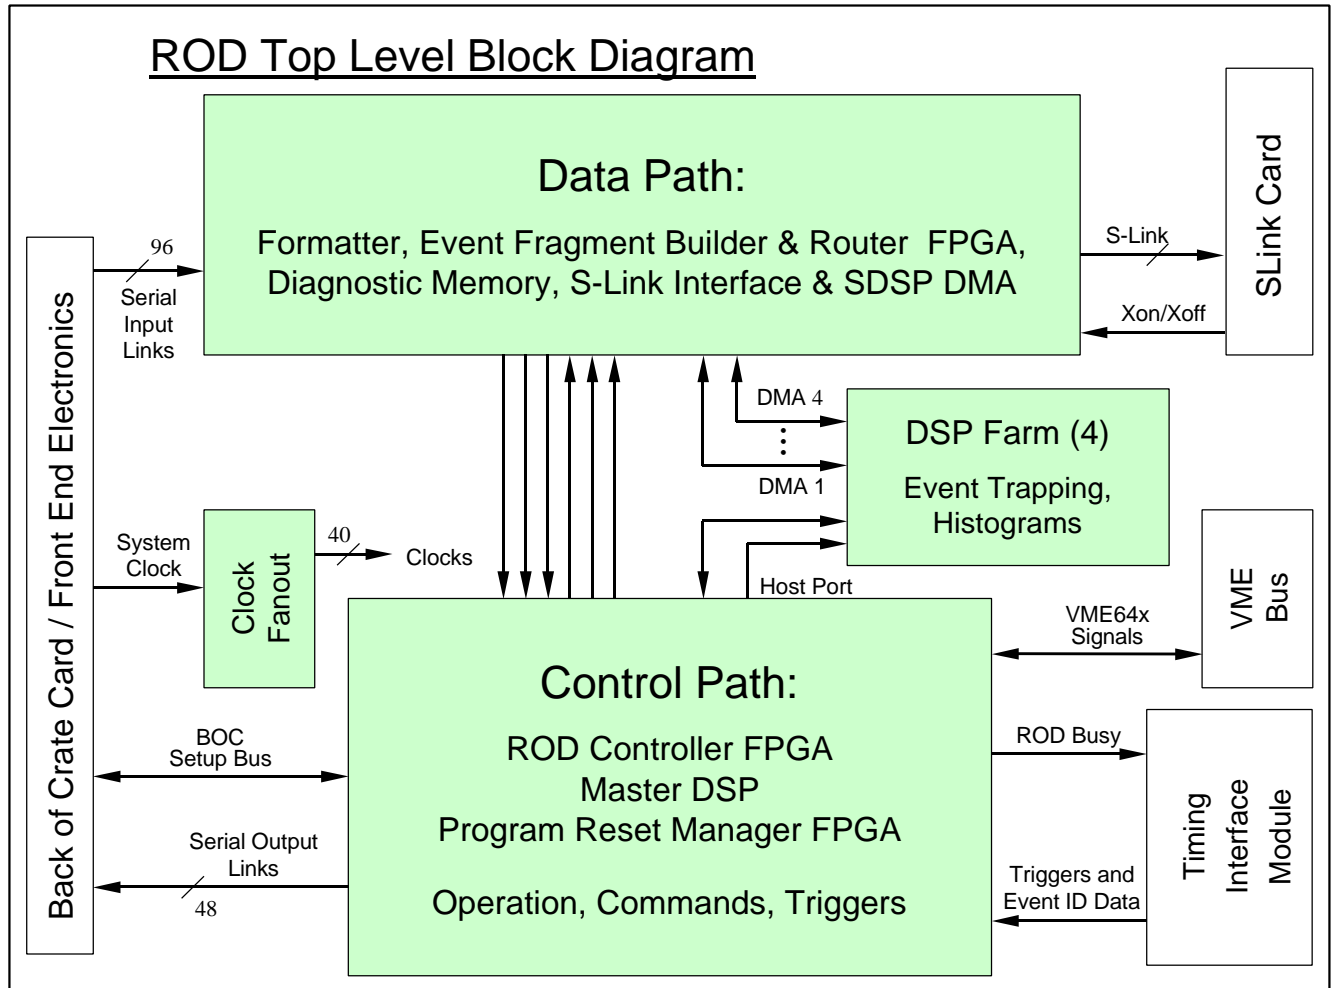 ROD Top Level Block Diagram
Data Path:
Formatter, Event Fragment Builder & Router FPGA,
Diagnostic Memory, S-Link Interface & SDSP DMA
SLink Card
S-Link
Xon/Xoff
96
Serial
Input
Links
Back of Crate Card / Front End Electronics
DMA 4
DMA 1
DSP Farm (4)
Event Trapping,
Histograms
System
Clock
Clock
Fanout
40
Clocks
Host Port
VME64x
Signals
VME
Bus
Control Path:
ROD Controller FPGA
Master DSP
Program Reset Manager FPGA
Operation, Commands, Triggers
BOC
Setup Bus
Serial Output
Links
48
ROD Busy
Triggers and
Event ID Data
Timing
Interface
Module